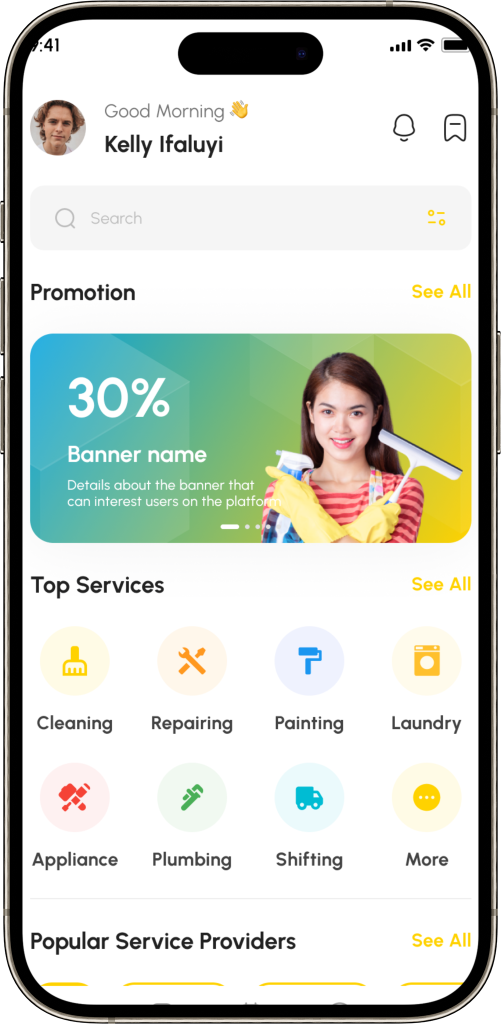 9:41
Good Morning 👋
Kelly Ifaluyi
Search
Promotion
See All
30%
Banner name
Details about the banner that
can interest users on the platform
Top Services
See All
Cleaning
Repairing
Painting
Laundry
Appliance
Plumbing
Shifting
More
Popular Service Providers
See All